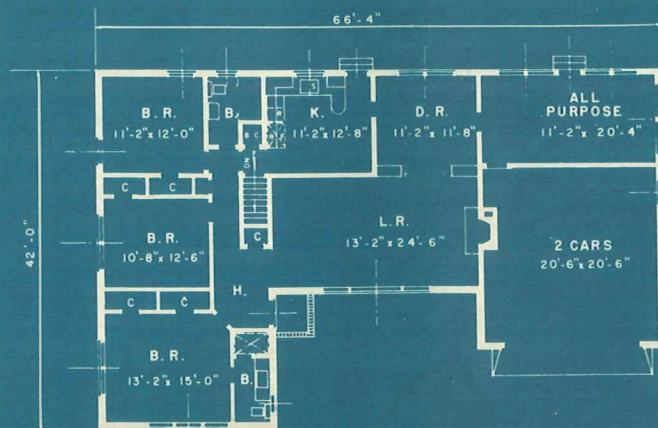 66'-4"
42'-0"
B. R.
11'-2" x 12'-0"
B.
B C
K.
11'-2" x 12'-8"
S
R
D. R.
11'-2" x 11'-8"
ALL
PURPOSE
11'-2" x 20'-4"
DN
C
C
C
B. R.
10'-8" x 12'-6"
L. R.
13'-2" x 24'-6"
2 CARS
20'-6" x 20'-6"
H.
C
C
B. R.
13'-2" x 15'-0"
B.